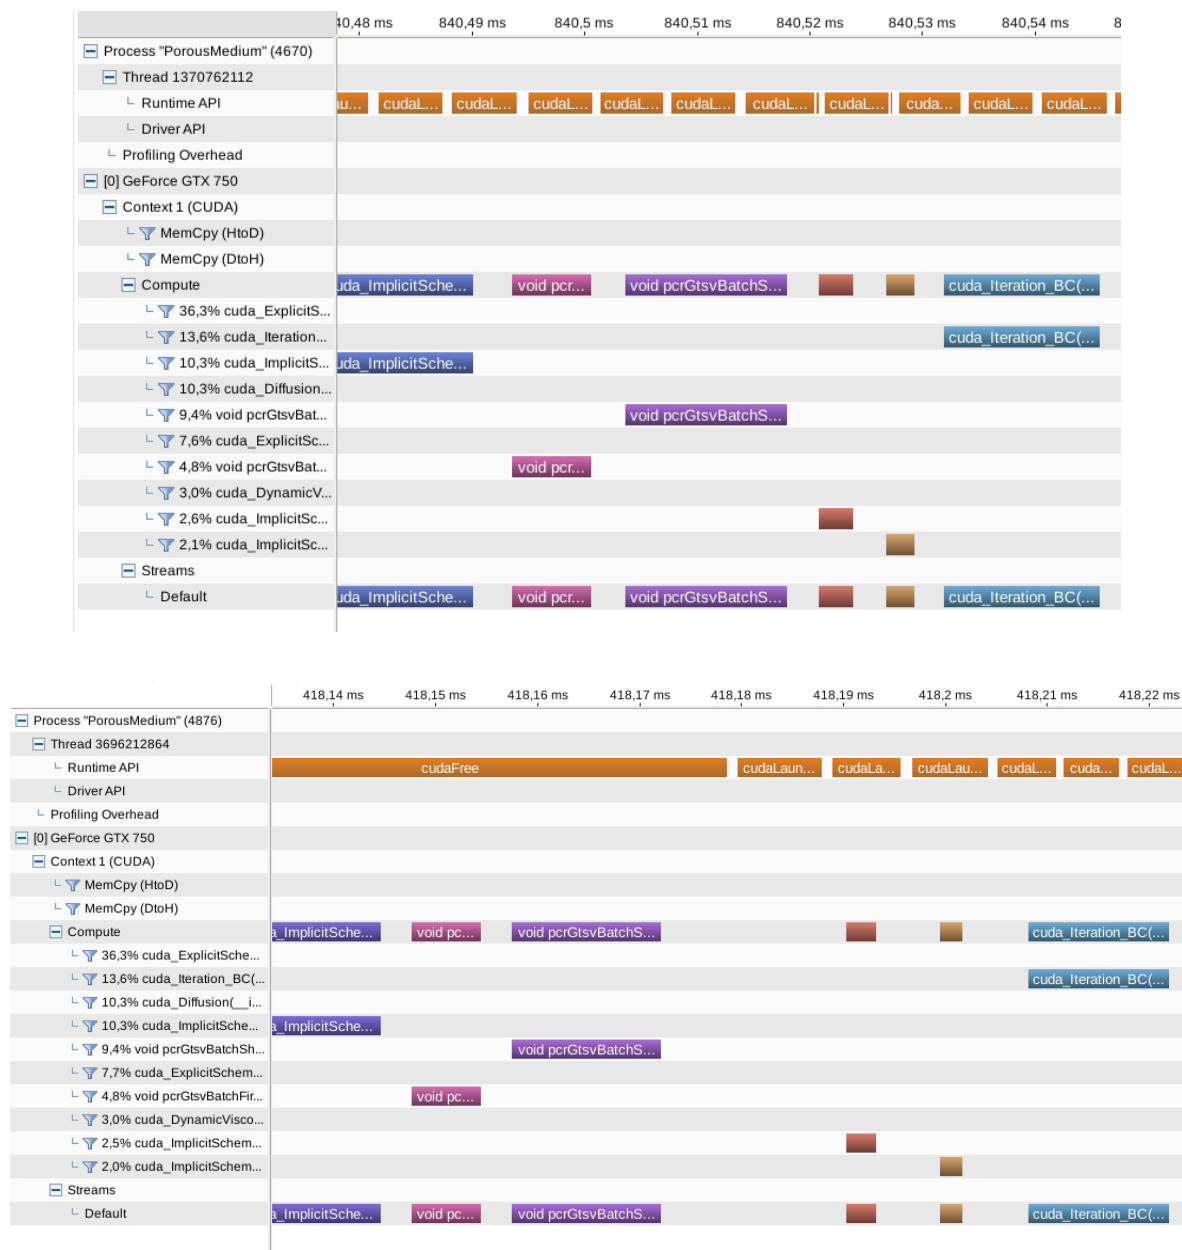 40,48 ms 840,49 ms 840,5 ms 840,51 ms 840,52 ms 840,53 ms 840,54 ms 8
Process "PorousMedium" (4670)
Thread 1370762112
Runtime API u... cudaL... cudaL... cudaL... cudaL... cudaL... cudaL... cudaL... cuda... cudaL... cudaL...
Driver API
Profiling Overhead
[0] GeForce GTX 750
Context 1 (CUDA)
MemCpy (HtoD)
MemCpy (DtoH)
Compute uda_ImplicitSche... void pcr... void pcrGtsvBatchS... cuda_Iteration_BC(...
36,3% cuda_ExplicitS...
13,6% cuda_Iteration... cuda_Iteration_BC(...
10,3% cuda_ImplicitS... uda_ImplicitSche...
10,3% cuda_Diffusion...
9,4% void pcrGtsvBat... void pcrGtsvBatchS...
7,6% cuda_ExplicitSc...
4,8% void pcrGtsvBat... void pcr...
3,0% cuda_DynamicV...
2,6% cuda_ImplicitSc...
2,1% cuda_ImplicitSc...
Streams
Default uda_ImplicitSche... void pcr... void pcrGtsvBatchS... cuda_Iteration_BC(...
418,14 ms 418,15 ms 418,16 ms 418,17 ms 418,18 ms 418,19 ms 418,2 ms 418,21 ms 418,22 ms
Process "PorousMedium" (4876)
Thread 3696212864
Runtime API cudaFree cudaLaun... cudaLa... cudaLau... cudaL... cuda... cudaL...
Driver API
Profiling Overhead
[0] GeForce GTX 750
Context 1 (CUDA)
MemCpy (HtoD)
MemCpy (DtoH)
Compute a_ImplicitSche... void pc... void pcrGtsvBatchS... cuda_Iteration_BC(...
36,3% cuda_ExplicitSche...
13,6% cuda_Iteration_BC(... cuda_Iteration_BC(...
10,3% cuda_Diffusion(__i...
10,3% cuda_ImplicitSche... a_ImplicitSche...
9,4% void pcrGtsvBatchSh... void pcrGtsvBatchS...
7,7% cuda_ExplicitSchem...
4,8% void pcrGtsvBatchFir... void pc...
3,0% cuda_DynamicVisco...
2,5% cuda_ImplicitSchem...
2,0% cuda_ImplicitSchem...
Streams
Default a_ImplicitSche... void pc... void pcrGtsvBatchS... cuda_Iteration_BC(...